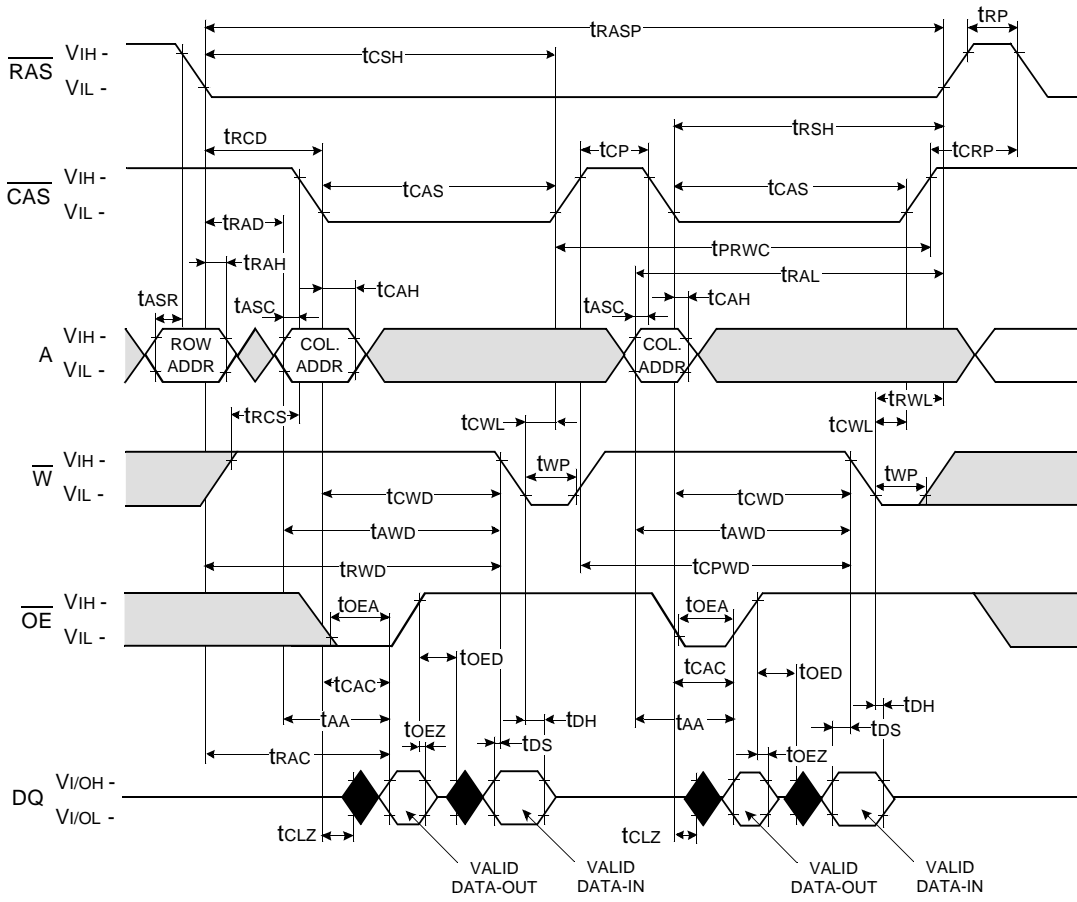 tRASP
tRP
tCSH
RAS
VIH -
VIL -
tRCD
tRSH
tCP
tCRP
CAS
VIH -
VIL -
tCAS
tCAS
tRAD
tPRWC
tRAH
tRAL
tASR
tASC
tCAH
tASC
tCAH
A
VIH -
VIL -
ROW
ADDR
COL.
ADDR
COL.
ADDR
tRCS
tCWL
tRWL
tCWL
W
VIH -
VIL -
tWP
tWP
tCWD
tCWD
tAWD
tAWD
tRWD
tCPWD
OE
VIH -
VIL -
tOEA
tOEA
tOED
tOED
tCAC
tCAC
tAA
tOEZ
tDH
tDS
tAA
tOEZ
tDH
tDS
tRAC
DQ
VI/OH -
VI/OL -
tCLZ
tCLZ
VALID
DATA-OUT
VALID
DATA-IN
VALID
DATA-OUT
VALID
DATA-IN